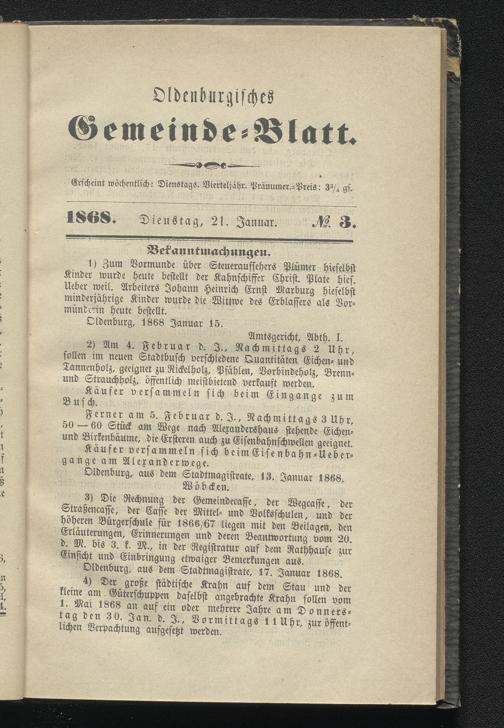 Oldenburgisches
Gemeinde-Blatt.
Erscheint wöchentlich: Dienstags. Vierteljähr. Pränumer.-Preis: 3¾ gs.
1868. Dienstag, 21. Januar. № 3.
Bekanntmachungen.
1) Zum Vormunde über Steueraufsehers Plümer hieselbst
Kinder wurde heute bestellt der Kahnschiffer Christ. Plate hies.
Ueber weil. Arbeiters Johann Heinrich Ernst Marburg hieselbst
minderjährige Kinder wurde die Wittwe des Erblassers als Vor-
münderin heute bestellt.
Oldenburg, 1868 Januar 15.
Amtsgericht, Abth. I.
2) Am 4. Februar d. J., Nachmittags 2 Uhr,
sollen im neuen Stadtbusch verschiedene Quantitäten Eichen- und
Tannenholz, geeignet zu Rickelholz, Pfählen, Vorbindeholz, Brenn-
und Strauchholz, öffentlich meistbietend verkauft werden.
Käufer versammeln sich beim Eingange zum
Busch.
Ferner am 5. Februar d. J., Nachmittags 3 Uhr,
50—60 Stück am Wege nach Alexandershaus stehende Eichen-
und Birkenbäume, die Ersteren auch zu Eisenbahnschwellen geeignet.
Käufer versammeln sich beim Eisenbahn-Ueber-
gange am Alexanderwege.
Oldenburg, aus dem Stadtmagistrate, 13. Januar 1868.
Wöbcken.
3) Die Rechnung der Gemeindecasse, der Wegcasse, der
Straßencasse, der Casse der Mittel- und Volksschulen, und der
höheren Bürgerschule für 1866/67 liegen mit den Beilagen, den
Erläuterungen, Erinnerungen und deren Beantwortung vom 20.
d. M. bis 3. k. M., in der Registratur auf dem Rathhause zur
Einsicht und Einbringung etwaiger Bemerkungen aus.
Oldenburg, aus dem Stadtmagistrate, 17. Januar 1868.
4) Der große städtische Krahn auf dem Stau und der
kleine am Güterschuppen daselbst angebrachte Krahn sollen vom
1. Mai 1868 an auf ein oder mehrere Jahre am Donners-
tag den 30. Jan. d. J., Vormittags 11 Uhr, zur öffent-
lichen Verpachtung aufgesetzt werden.